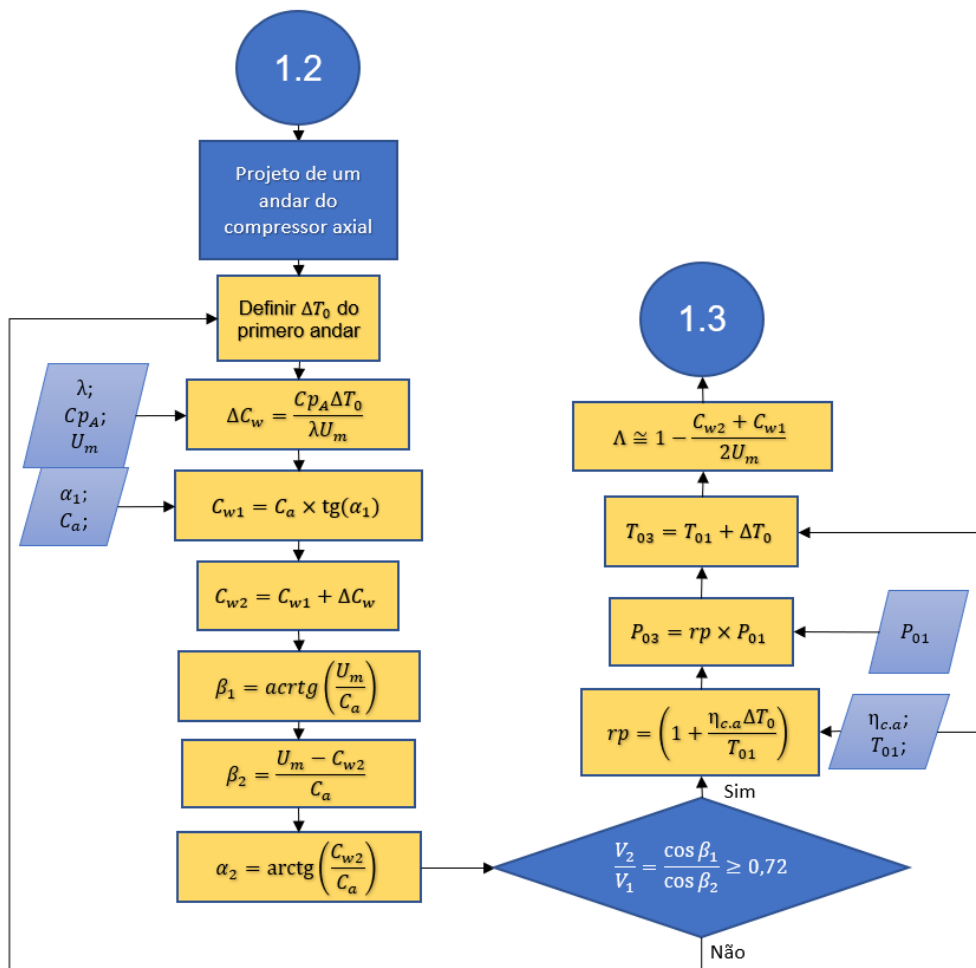 1.2
Projeto de um
andar do
compressor axial
Definir ΔT₀ do
primero andar
λ;
Cp_A;
U_m
ΔC_w = Cp_A ΔT₀ / λU_m
α₁;
C_a;
C_w1 = C_a × tg(α₁)
C_w2 = C_w1 + ΔC_w
β₁ = acrtg (U_m / C_a)
β₂ = U_m − C_w2 / C_a
α₂ = arctg (C_w2 / C_a)
V₂ / V₁ = cos β₁ / cos β₂ ≥ 0,72
Sim
Não
rp = (1 + η_c.a ΔT₀ / T₀₁)
η_c.a;
T₀₁;
P₀₃ = rp × P₀₁
P₀₁
T₀₃ = T₀₁ + ΔT₀
Λ ≅ 1 − C_w2 + C_w1 / 2U_m
1.3